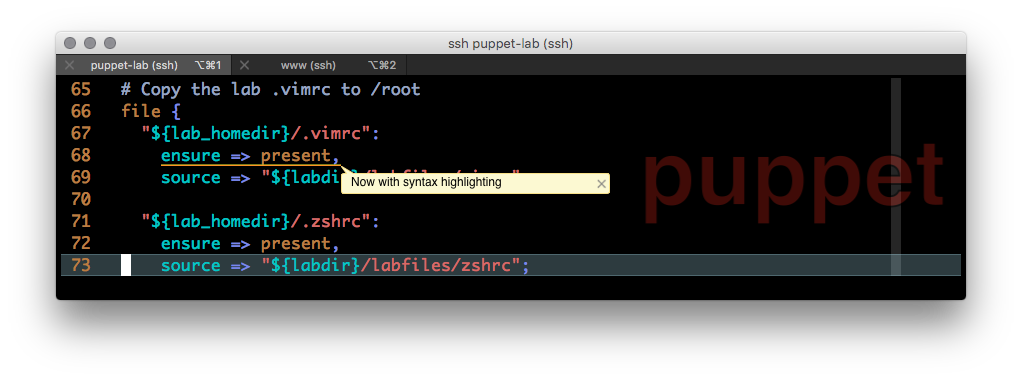 ssh puppet-lab (ssh)
puppet-lab (ssh) ⌥⌘1 www (ssh) ⌥⌘2
65 # Copy the lab .vimrc to /root
66 file {
67 "${lab_homedir}/.vimrc":
68 ensure => present,
69 source => "${labdi
Now with syntax highlighting
70
71 "${lab_homedir}/.zshrc":
72 ensure => present,
73 source => "${labdir}/labfiles/zshrc";
puppet